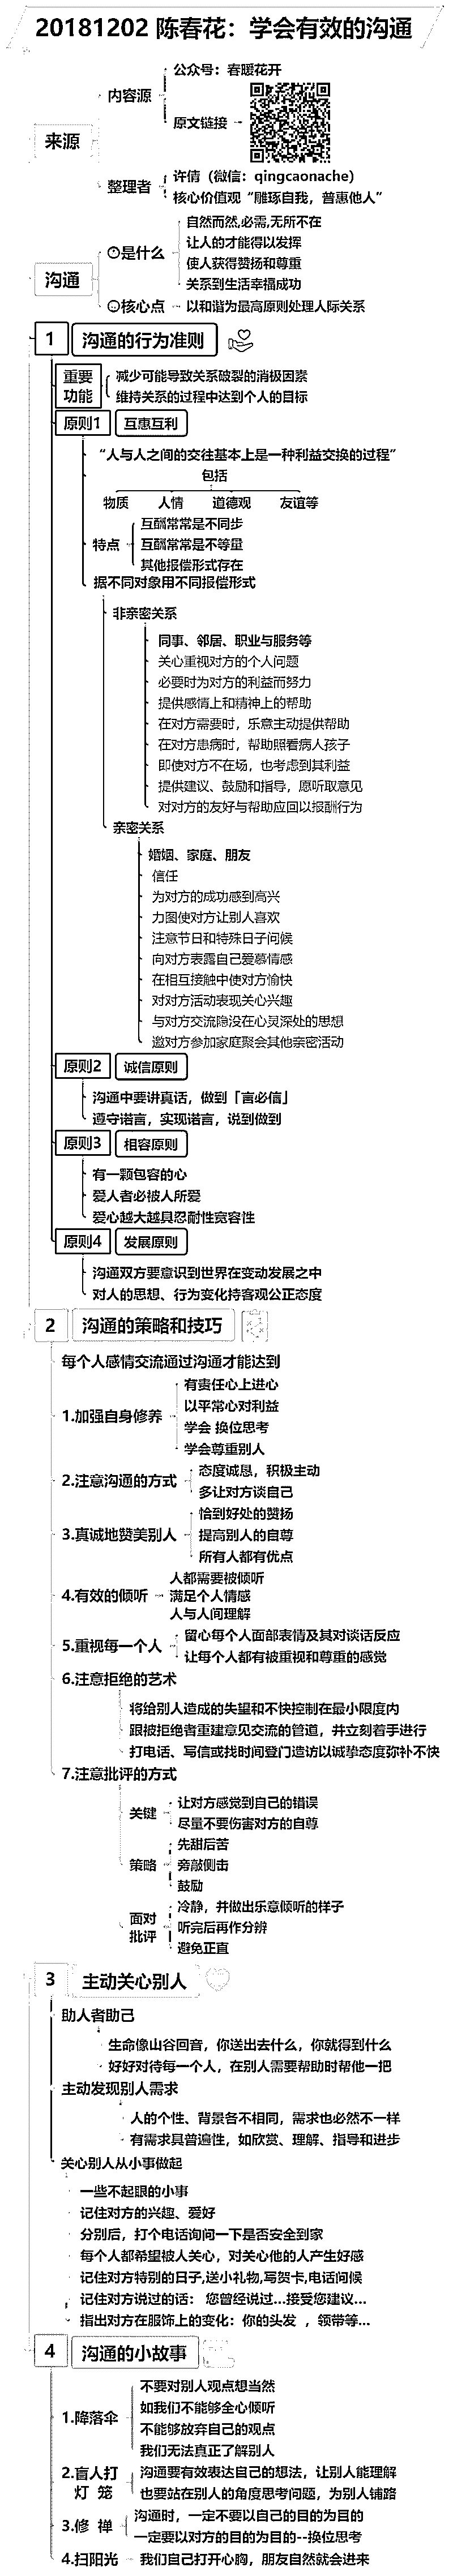 20181202 陈春花：学会有效的沟通
来源
内容源
公众号：春暖花开
原文链接
整理者
许倩（微信：qingcaonache）
核心价值观“雕琢自我，普惠他人”
沟通
是什么
自然而然,必需,无所不在
让人的才能得以发挥
使人获得赞扬和尊重
关系到生活幸福成功
核心点
以和谐为最高原则处理人际关系
1 沟通的行为准则
重要功能
减少可能导致关系破裂的消极因素
维持关系的过程中达到个人的目标
原则1 互惠互利
“人与人之间的交往基本上是一种利益交换的过程”
包括
物质 人情 道德观 友谊等
特点
互酬常常是不同步
互酬常常是不等量
其他报偿形式存在
据不同对象用不同报偿形式
非亲密关系
同事、邻居、职业与服务等
关心重视对方的个人问题
必要时为对方的利益而努力
提供感情上和精神上的帮助
在对方需要时，乐意主动提供帮助
在对方患病时，帮助照看病人孩子
即使对方不在场，也考虑到其利益
提供建议、鼓励和指导，愿听取意见
对对方的友好与帮助应回以报酬行为
亲密关系
婚姻、家庭、朋友
信任
为对方的成功感到高兴
力图使对方让别人喜欢
注意节日和特殊日子问候
向对方表露自己爱慕情感
在相互接触中使对方愉快
对对方活动表现关心兴趣
与对方交流隐没在心灵深处的思想
邀对方参加家庭聚会其他亲密活动
原则2 诚信原则
沟通中要讲真话，做到「言必信」
遵守诺言，实现诺言，说到做到
原则3 相容原则
有一颗包容的心
爱人者必被人所爱
爱心越大越具忍耐性宽容性
原则4 发展原则
沟通双方要意识到世界在变动发展之中
对人的思想、行为变化持客观公正态度
2 沟通的策略和技巧
每个人感情交流通过沟通才能达到
1.加强自身修养
有责任心上进心
以平常心对利益
学会 换位思考
学会尊重别人
2.注意沟通的方式
态度诚恳，积极主动
多让对方谈自己
3.真诚地赞美别人
恰到好处的赞扬
提高别人的自尊
所有人都有优点
4.有效的倾听
人都需要被倾听
满足个人情感
人与人间理解
5.重视每一个人
留心每个人面部表情及其对谈话反应
让每个人都有被重视和尊重的感觉
6.注意拒绝的艺术
将给别人造成的失望和不快控制在最小限度内
跟被拒绝者重建意见交流的管道，并立刻着手进行
打电话、写信或找时间登门造访以诚挚态度弥补不快
7.注意批评的方式
关键
让对方感觉到自己的错误
尽量不要伤害对方的自尊
策略
先甜后苦
旁敲侧击
鼓励
面对批评
冷静，并做出乐意倾听的样子
听完后再作分辨
避免正直
3 主动关心别人
助人者助己
生命像山谷回音，你送出去什么，你就得到什么
好好对待每一个人，在别人需要帮助时帮他一把
主动发现别人需求
人的个性、背景各不相同，需求也必然不一样
有需求具普遍性，如欣赏、理解、指导和进步
关心别人从小事做起
一些不起眼的小事
记住对方的兴趣、爱好
分别后，打个电话询问一下是否安全到家
每个人都希望被人关心，对关心他的人产生好感
记住对方特别的日子,送小礼物,写贺卡,电话问候
记住对方说过的话： 您曾经说过...接受您建议...
指出对方在服饰上的变化：你的头发 ，领带等...
4 沟通的小故事
1.降落伞
不要对别人观点想当然
如我们不能够全心倾听
不能够放弃自己的观点
我们无法真正了解别人
2.盲人打灯 笼
沟通要有效表达自己的想法，让别人能理解
也要站在别人的角度思考问题，为别人铺路
3.修 禅
沟通时，一定不要以自己的目的为目的
一定要以对方的目的为目的--换位思考
4.扫阳光
我们自己打开心胸，朋友自然就会进来